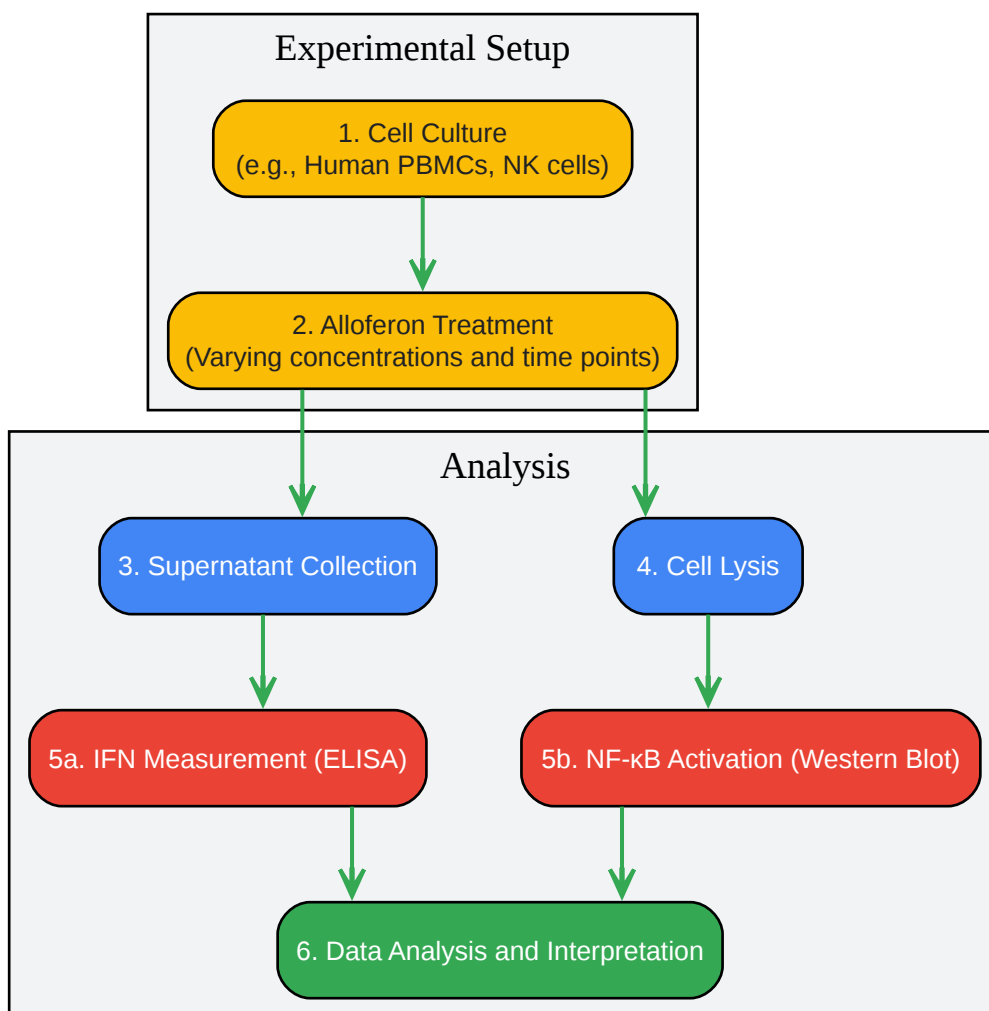 Experimental Setup
1. Cell Culture
(e.g., Human PBMCs, NK cells)
2. Alloferon Treatment
(Varying concentrations and time points)
Analysis
3. Supernatant Collection
4. Cell Lysis
5a. IFN Measurement (ELISA)
5b. NF-κB Activation (Western Blot)
6. Data Analysis and Interpretation